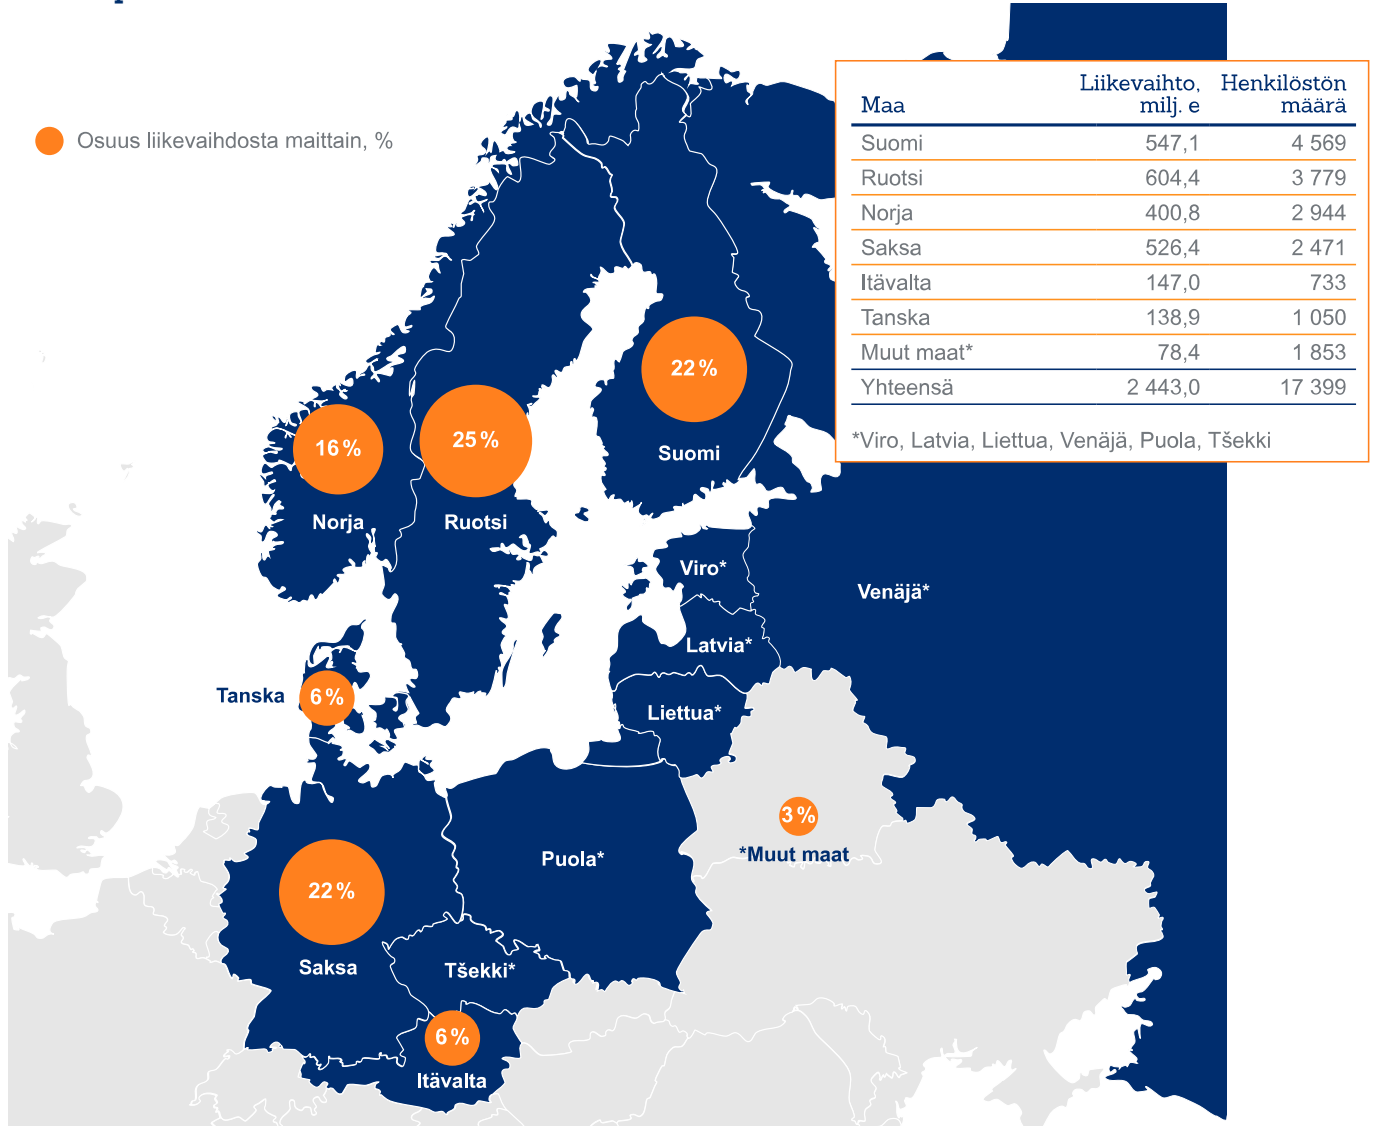 Osuus liikevaihdosta maittain, %
Maa Liikevaihto, milj. e Henkilöstön määrä
Suomi 547,1 4 569
Ruotsi 604,4 3 779
Norja 400,8 2 944
Saksa 526,4 2 471
Itävalta 147,0 733
Tanska 138,9 1 050
Muut maat* 78,4 1 853
Yhteensä 2 443,0 17 399
*Viro, Latvia, Liettua, Venäjä, Puola, Tšekki
22 %
Suomi
16 %
Norja
25 %
Ruotsi
Viro*
Venäjä*
Latvia*
Tanska 6 %
Liettua*
3 %
*Muut maat
Puola*
22 %
Saksa
Tšekki*
6 %
Itävalta